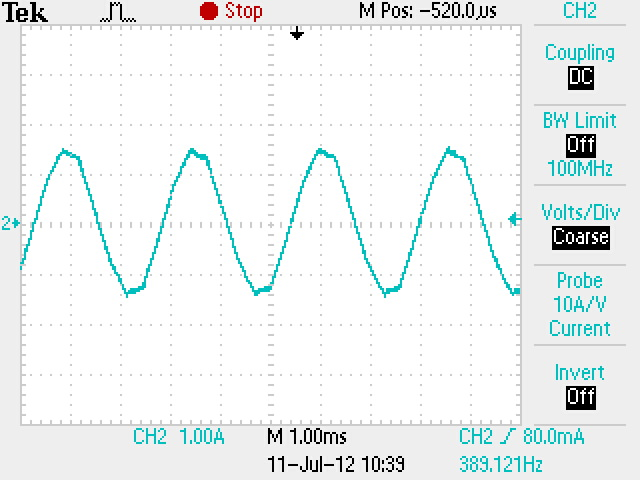 Tek Stop M Pos: -520.0µs CH2
Coupling
DC
BW Limit
Off
100MHz
Volts/Div
Coarse
Probe
10A/V
Current
Invert
Off
2
CH2 1.00A M 1.00ms CH2 80.0mA
11-Jul-12 10:39 389.121Hz